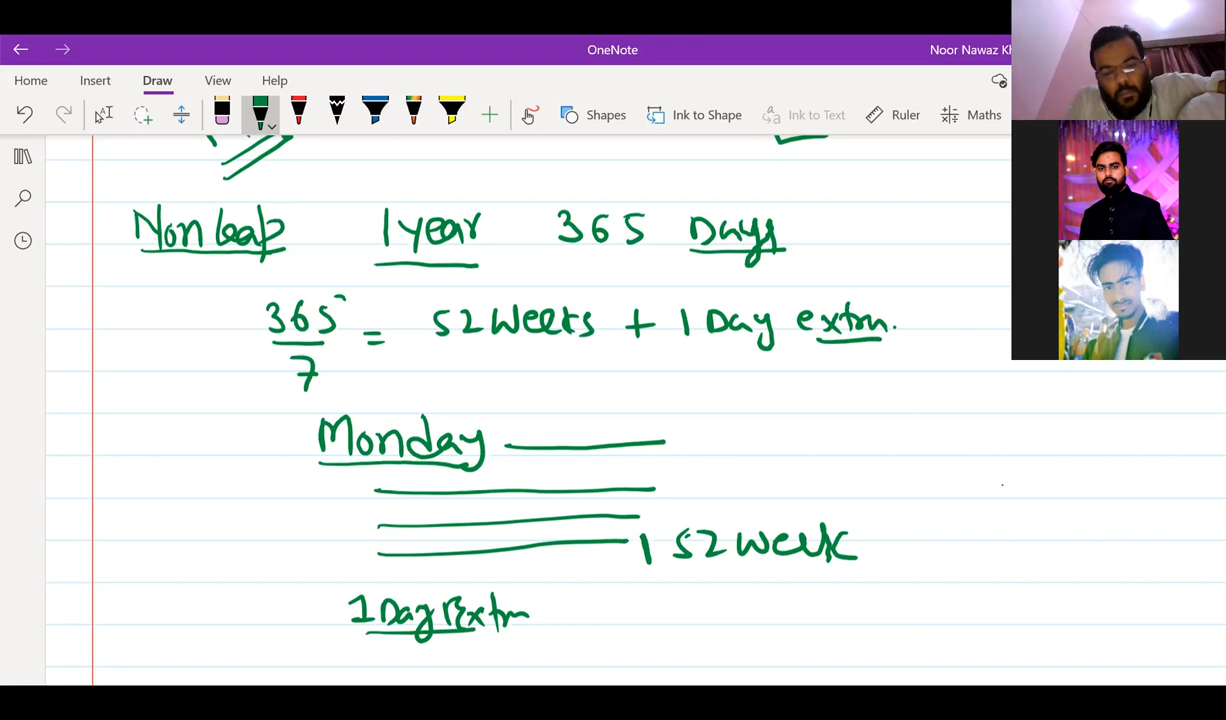 OneNote
Noor Nawaz Kh
Home Insert Draw View Help
Shapes Ink to Shape Ink to Text Ruler Maths
Non leap 1 year 365 Days
365 / 7 = 52 Weeks + 1 Day extra.
Monday
1 52 week
1 Day Extra